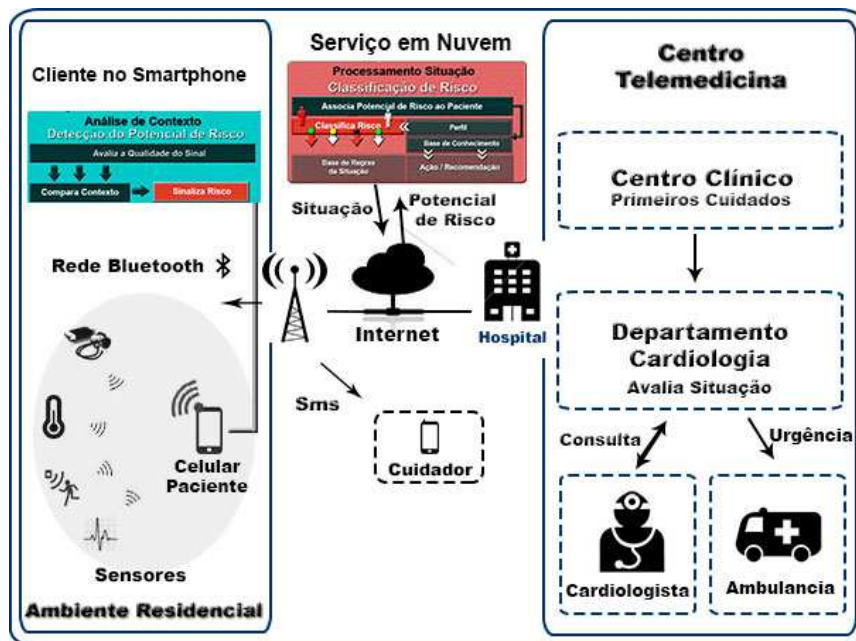 Cliente no Smartphone
Análise de Contexto
Detecção do Potencial de Risco
Avalia a Qualidade do Sinal
Compara Contexto
Sinaliza Risco
Rede Bluetooth
Celular
Paciente
Sensores
Ambiente Residencial
Serviço em Nuvem
Processamento Situação
Classificação de Risco
Associa Potencial de Risco ao Paciente
Classifica Risco
Perfil
Base de Conhecimento
Base de Regras
da Situação
Ação / Recomendação
Situação
Potencial
de Risco
Internet
Hospital
Sms
Cuidador
Centro
Telemedicina
Centro Clínico
Primeiros Cuidados
Departamento
Cardiologia
Avalia Situação
Consulta
Urgência
Cardiologista
Ambulancia